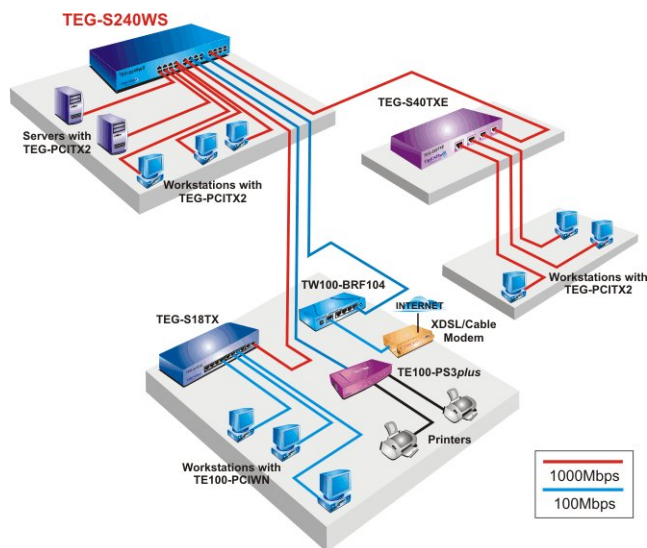 TEG-S240WS
TEG-S40TXE
Servers with
TEG-PCITX2
Workstations with
TEG-PCITX2
Workstations with
TEG-PCITX2
TW100-BRF104
INTERNET
XDSL/Cable
Modem
TEG-S18TX
TE100-PS3plus
Printers
Workstations with
TE100-PCIWN
1000Mbps
100Mbps